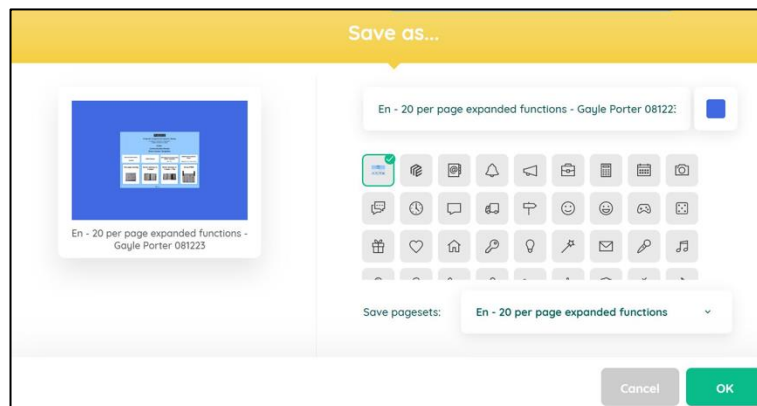 Save as...
En - 20 per page expanded functions - Gayle Porter 081223
En - 20 per page expanded functions -
Gayle Porter 081223
Save pagesets:
En - 20 per page expanded functions
Cancel
OK